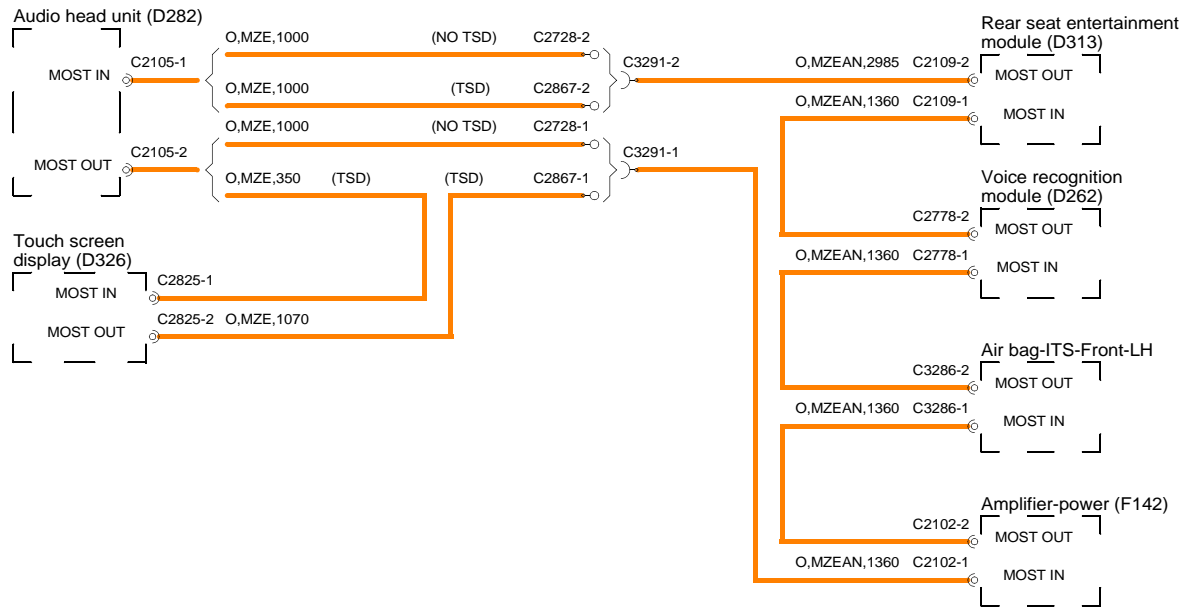 Audio head unit (D282)
MOST IN
C2105-1
O,MZE,1000 (NO TSD) C2728-2
O,MZE,1000 (TSD) C2867-2
C3291-2
O,MZE,1000 (NO TSD) C2728-1
MOST OUT
C2105-2
O,MZE,350 (TSD) (TSD) C2867-1
C3291-1
Touch screen
display (D326)
MOST IN
C2825-1
MOST OUT
C2825-2 O,MZE,1070
Rear seat entertainment
module (D313)
O,MZEAN,2985 C2109-2
MOST OUT
O,MZEAN,1360 C2109-1
MOST IN
Voice recognition
module (D262)
C2778-2
MOST OUT
O,MZEAN,1360 C2778-1
MOST IN
Air bag-ITS-Front-LH
C3286-2
MOST OUT
O,MZEAN,1360 C3286-1
MOST IN
Amplifier-power (F142)
C2102-2
MOST OUT
O,MZEAN,1360 C2102-1
MOST IN